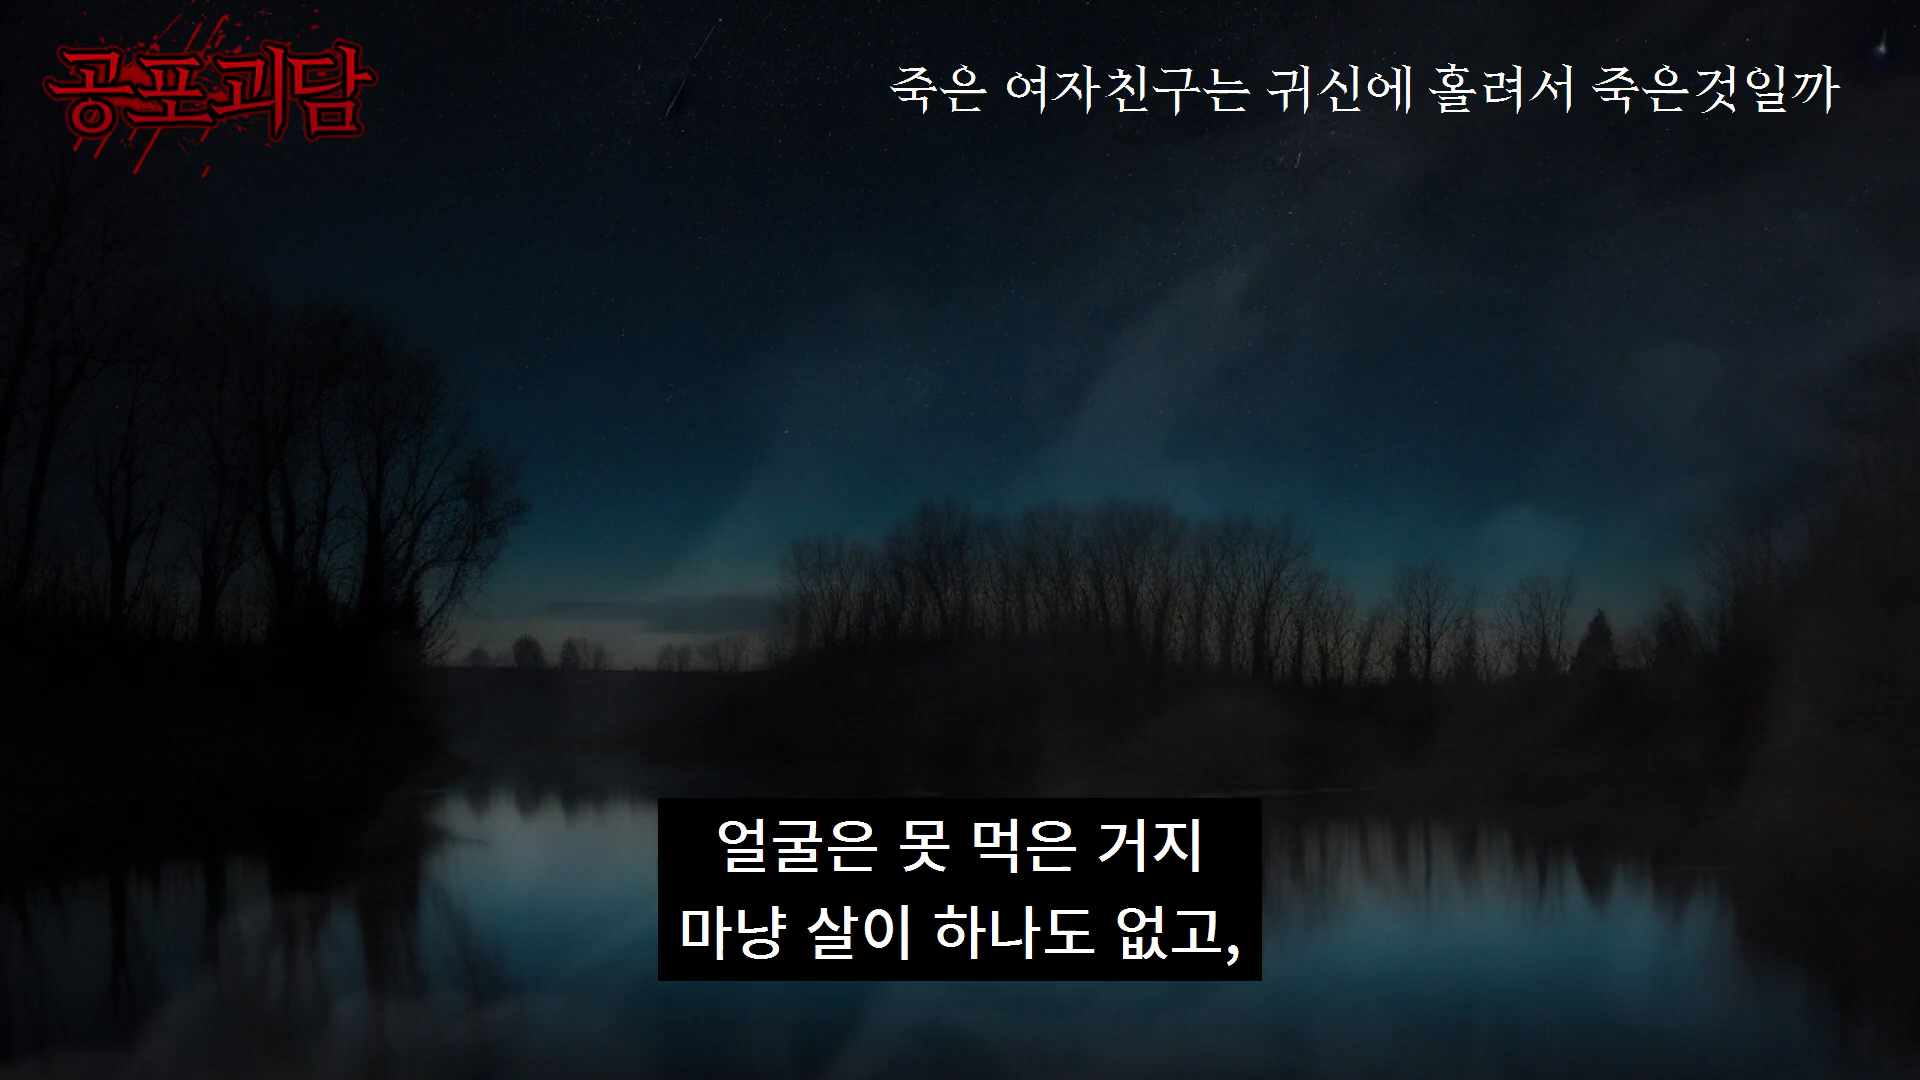 공포괴담
죽은 여자친구는 귀신에 홀려서 죽은것일까
얼굴은 못 먹은 거지
마냥 살이 하나도 없고,